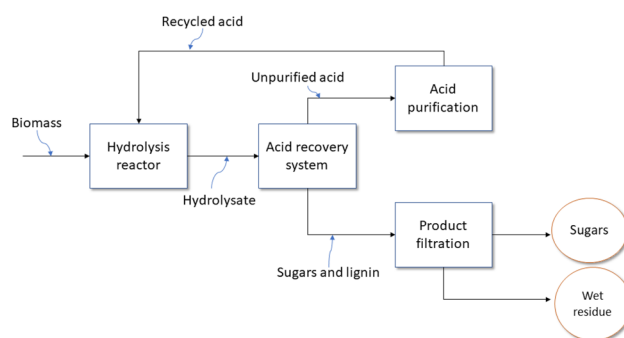 Recycled acid
Unpurified acid
Acid
purification
Biomass
Hydrolysis
reactor
Acid recovery
system
Hydrolysate
Product
filtration
Sugars
Sugars and lignin
Wet
residue